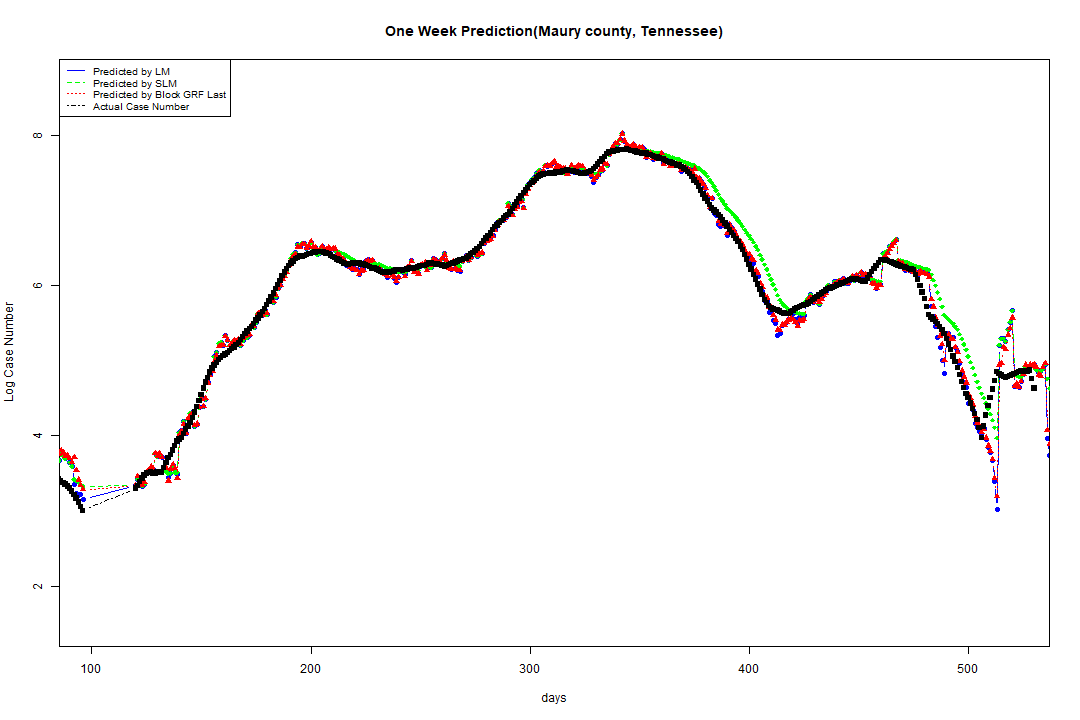 One Week Prediction(Maury county, Tennessee)
Predicted by LM
Predicted by SLM
Predicted by Block GRF Last
Actual Case Number
Log Case Number
8
6
4
2
100 200 300 400 500
days